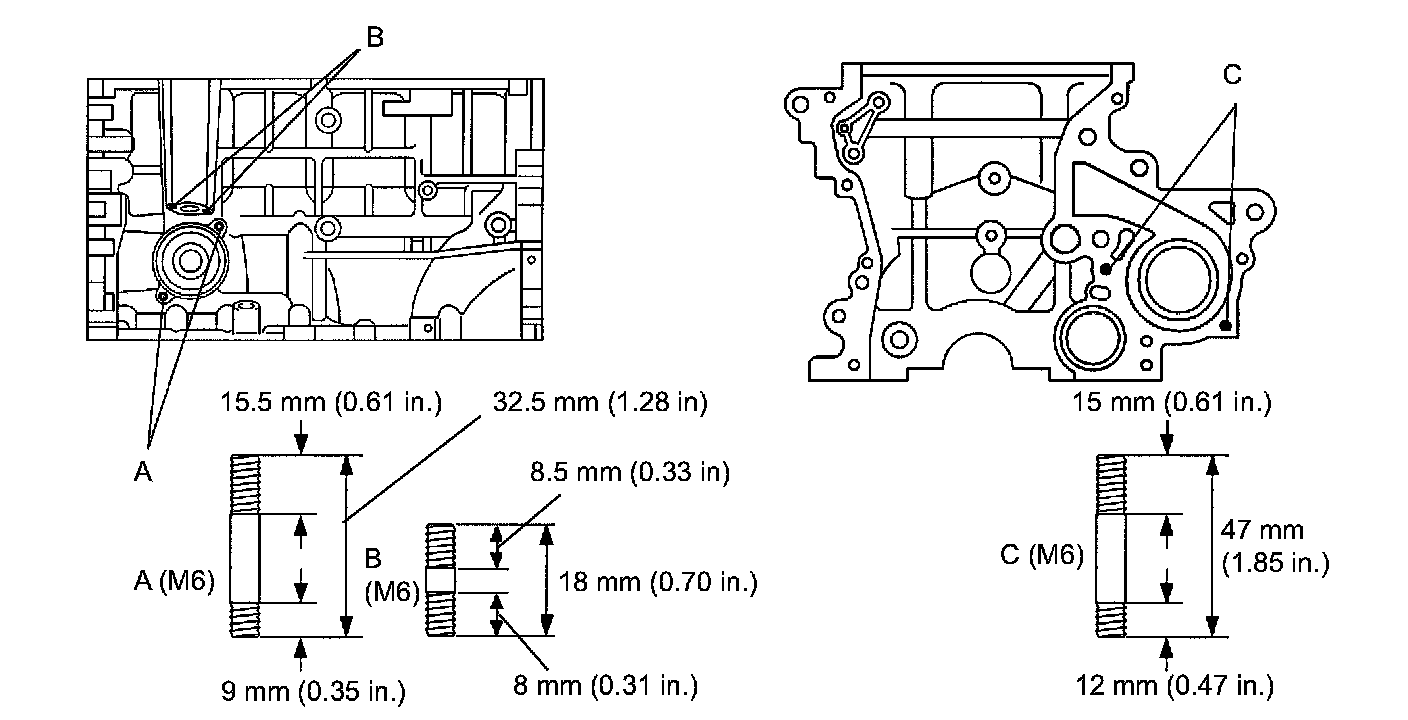 B
C
15.5 mm (0.61 in.)
32.5 mm (1.28 in)
15 mm (0.61 in.)
A
8.5 mm (0.33 in)
A (M6)
B
(M6)
18 mm (0.70 in.)
C (M6)
47 mm
(1.85 in.)
9 mm (0.35 in.)
8 mm (0.31 in.)
12 mm (0.47 in.)